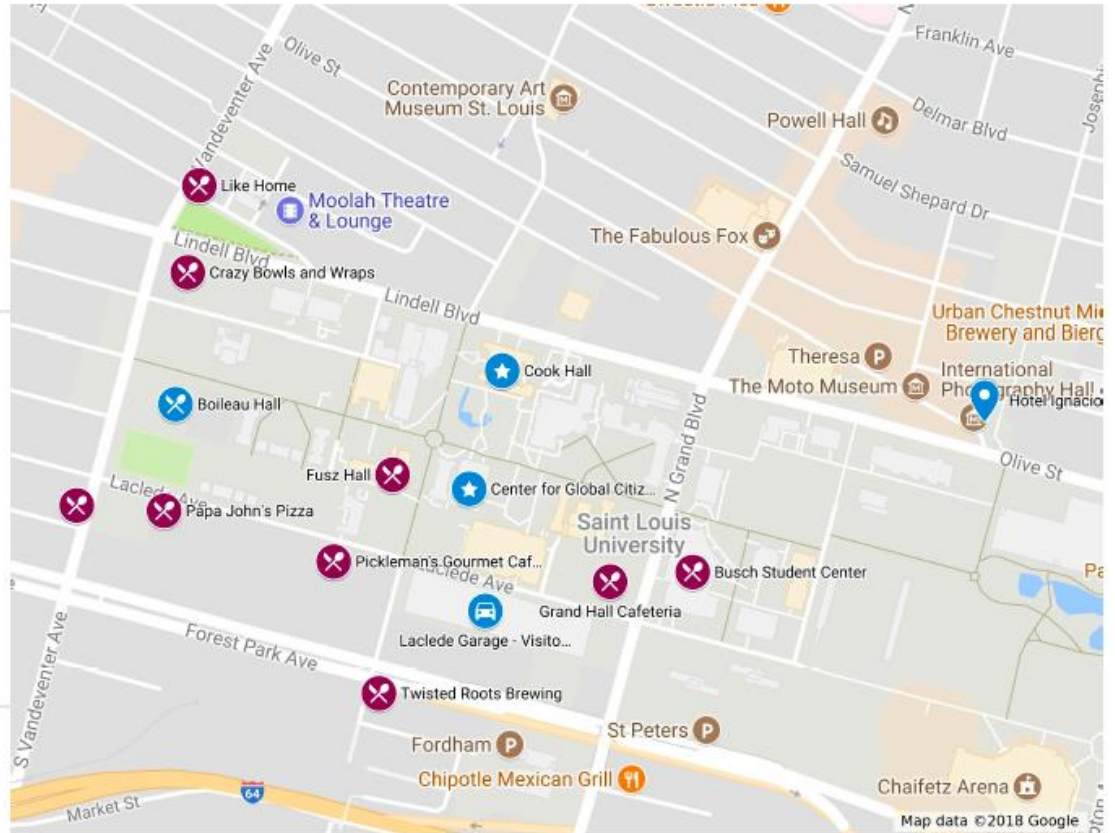 Franklin Ave
Olive St
Vandeventer Ave
Contemporary Art
Museum St. Louis
Delmar Blvd
Powell Hall
Samuel Shepard Dr
Like Home
Moolah Theatre
& Lounge
The Fabulous Fox
Lindell Blvd
Crazy Bowls and Wraps
Lindell Blvd
Urban Chestnut Mi
Brewery and Bierg
Theresa
P
Cook Hall
The Moto Museum
International
Photography Hall
Hotel Ignacio
Boileau Hall
N Grand Blvd
Olive St
Fusz Hall
Center for Global Citiz...
Laclede Ave
Papa John's Pizza
Saint Louis
University
Pickleman's Gourmet Caf...
Laclede Ave
Busch Student Center
Pa
Grand Hall Cafeteria
Laclede Garage - Visito...
Forest Park Ave
S Vandeventer Ave
Twisted Roots Brewing
St Peters
P
Fordham
P
Chipotle Mexican Grill
Chaifetz Arena
64
Market St
Map data ©2018 Google